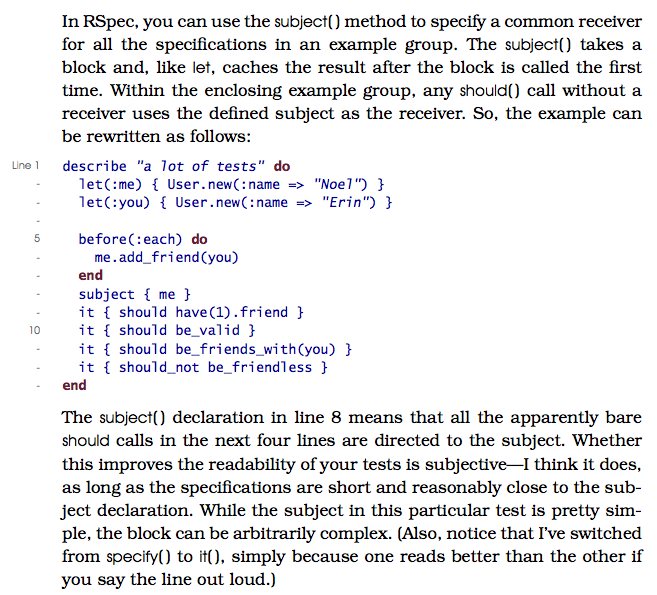 In RSpec, you can use the subject() method to specify a common receiver
for all the specifications in an example group. The subject() takes a
block and, like let, caches the result after the block is called the first
time. Within the enclosing example group, any should() call without a
receiver uses the defined subject as the receiver. So, the example can
be rewritten as follows:
Line 1 describe "a lot of tests" do
- let(:me) { User.new(:name => "Noel") }
- let(:you) { User.new(:name => "Erin") }
-
5 before(:each) do
- me.add_friend(you)
- end
- subject { me }
- it { should have(1).friend }
10 it { should be_valid }
- it { should be_friends_with(you) }
- it { should_not be_friendless }
- end
The subject() declaration in line 8 means that all the apparently bare
should calls in the next four lines are directed to the subject. Whether
this improves the readability of your tests is subjective—I think it does,
as long as the specifications are short and reasonably close to the sub-
ject declaration. While the subject in this particular test is pretty sim-
ple, the block can be arbitrarily complex. (Also, notice that I've switched
from specify() to it(), simply because one reads better than the other if
you say the line out loud.)